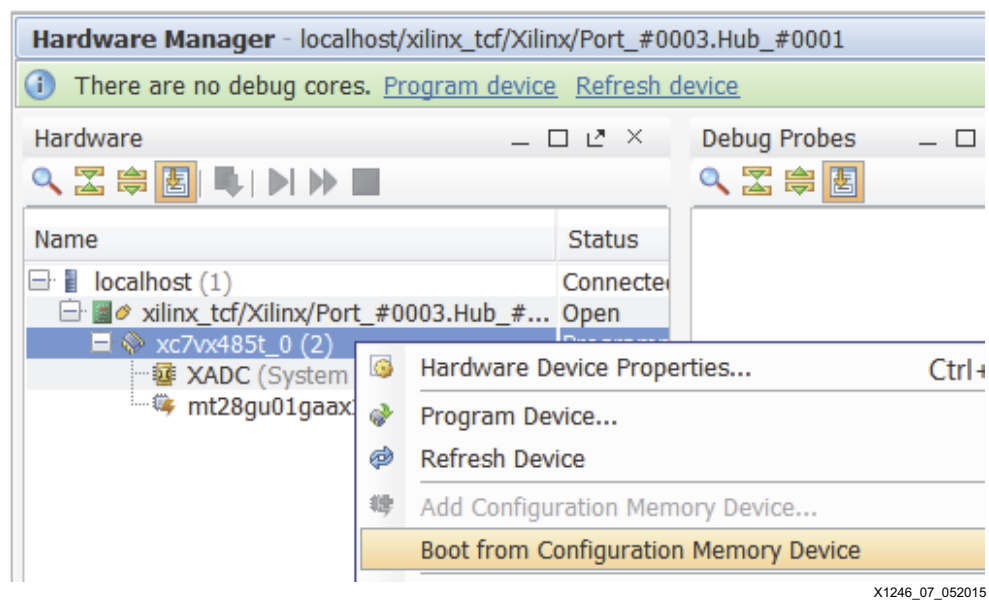 Hardware Manager - localhost/xilinx_tcf/Xilinx/Port_#0003.Hub_#0001
There are no debug cores. Program device Refresh device
Hardware
Debug Probes
Name Status
localhost (1) Connected
xilinx_tcf/Xilinx/Port_#0003.Hub_#... Open
xc7vx485t_0 (2)
XADC (System
mt28gu01gaax
Hardware Device Properties... Ctrl+
Program Device...
Refresh Device
Add Configuration Memory Device...
Boot from Configuration Memory Device
X1246_07_052015